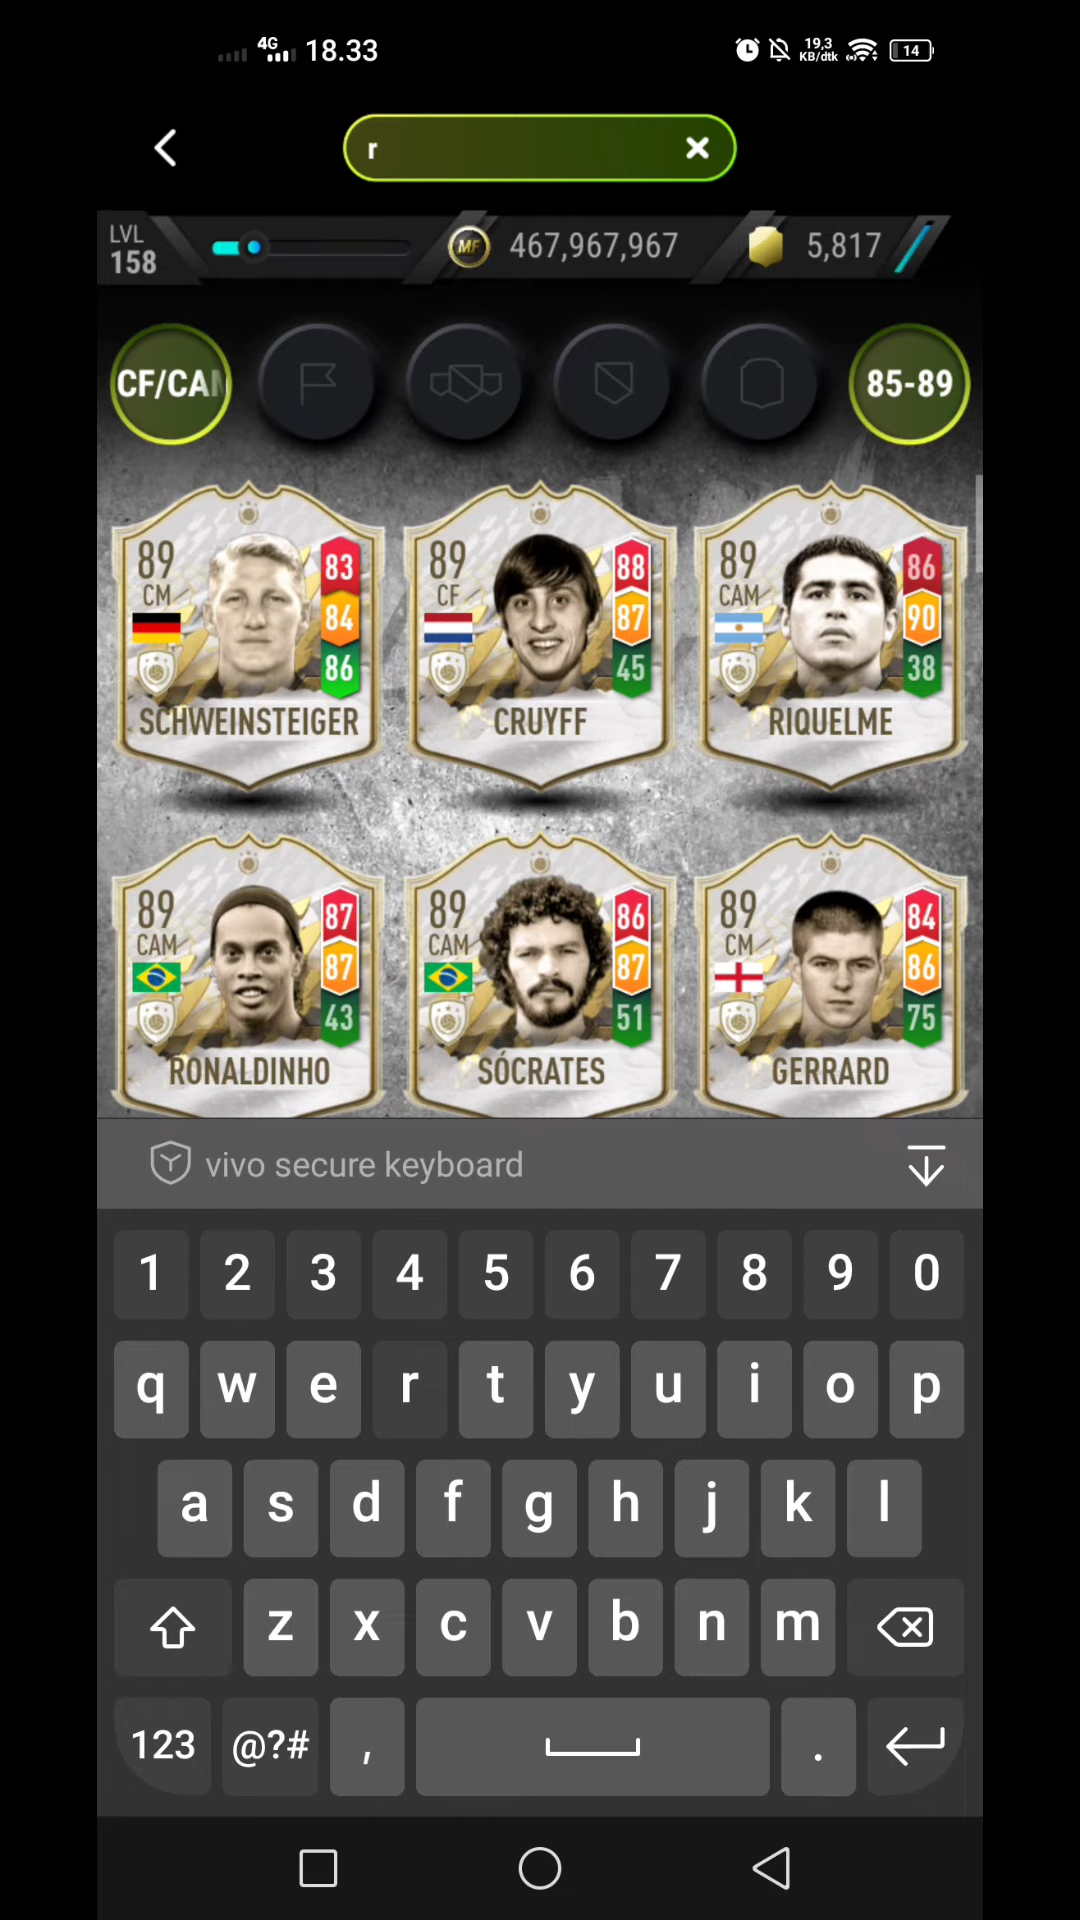 4G 18.33 19,3 KB/dtk 14
r
LVL 158
467,967,967
5,817
CF/CAM
85-89
89 CM 83 84 86 SCHWEINSTEIGER
89 CF 88 87 45 CRUYFF
89 CAM 86 90 38 RIQUELME
89 CAM 87 87 43 RONALDINHO
89 CAM 86 87 51 SÓCRATES
89 CM 84 86 75 GERRARD
vivo secure keyboard
1 2 3 4 5 6 7 8 9 0
q w e r t y u i o p
a s d f g h j k l
z x c v b n m
123 @?# , .